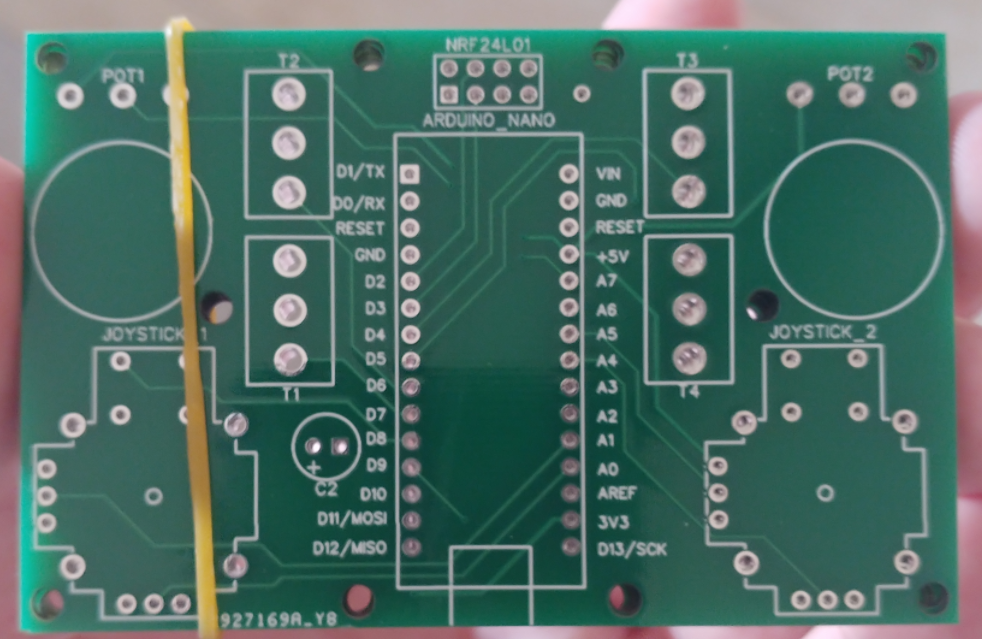 NRF24L01
POT1
T2
T3
POT2
ARDUINO_NANO
D1/TX
VIN
D0/RX
GND
RESET
RESET
GND
+5V
D2
A7
D3
A6
JOYSTICK_1
D4
A5
JOYSTICK_2
D5
A4
T1
D6
A3
T4
D7
A2
D8
A1
+
D9
A0
C2
D10
AREF
D11/MOSI
3V3
D12/MISO
D13/SCK
927169A_Y8